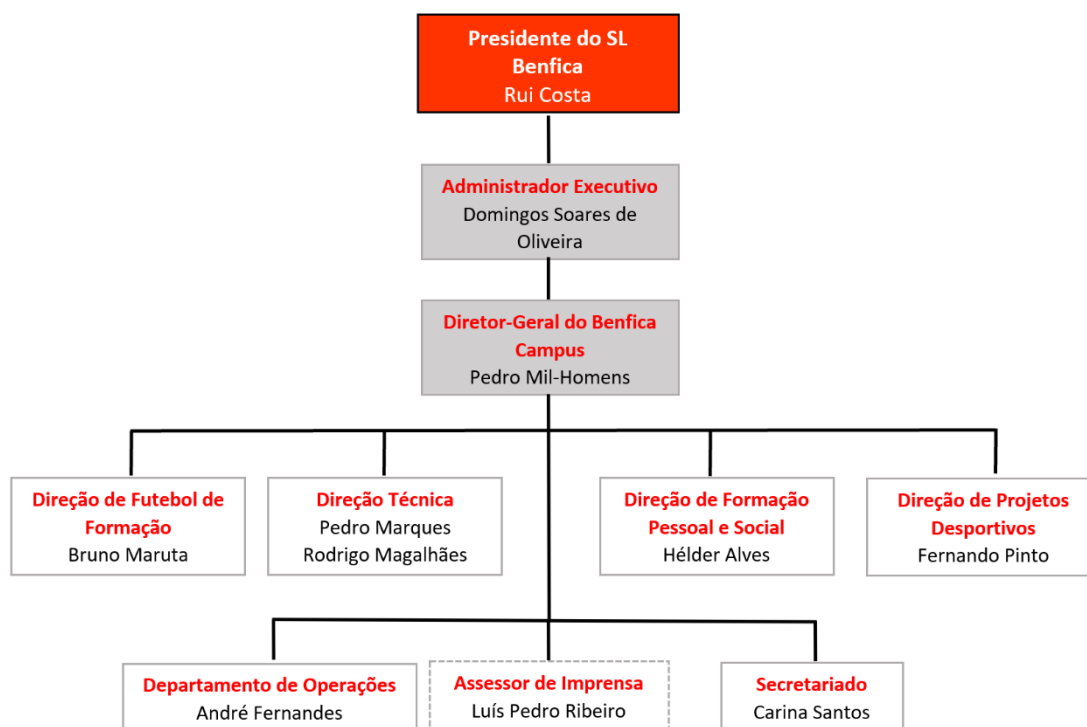 Presidente do SL
Benfica
Rui Costa
Administrador Executivo
Domingos Soares de
Oliveira
Diretor-Geral do Benfica
Campus
Pedro Mil-Homens
Direção de Futebol de
Formação
Bruno Maruta
Direção Técnica
Pedro Marques
Rodrigo Magalhães
Direção de Formação
Pessoal e Social
Hélder Alves
Direção de Projetos
Desportivos
Fernando Pinto
Departamento de Operações
André Fernandes
Assessor de Imprensa
Luís Pedro Ribeiro
Secretariado
Carina Santos